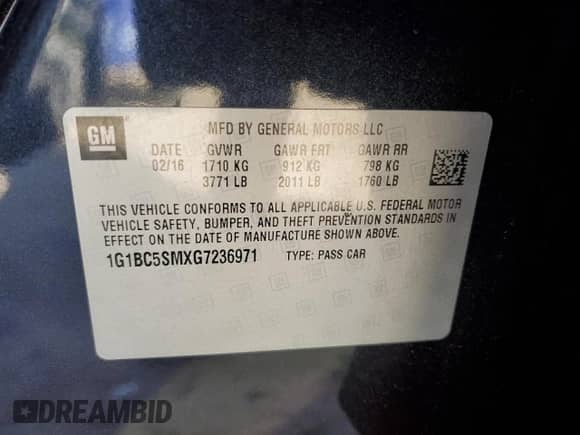 GM
MFD BY GENERAL MOTORS LLC
DATE GVWR GAWR FRT GAWR RR
02/16 1710 KG 912 KG 798 KG
3771 LB 2011 LB 1760 LB
THIS VEHICLE CONFORMS TO ALL APPLICABLE U.S. FEDERAL MOTOR
VEHICLE SAFETY, BUMPER, AND THEFT PREVENTION STANDARDS IN
EFFECT ON THE DATE OF MANUFACTURE SHOWN ABOVE.
1G1BC5SMXG7236971 TYPE: PASS CAR
DREAMBID